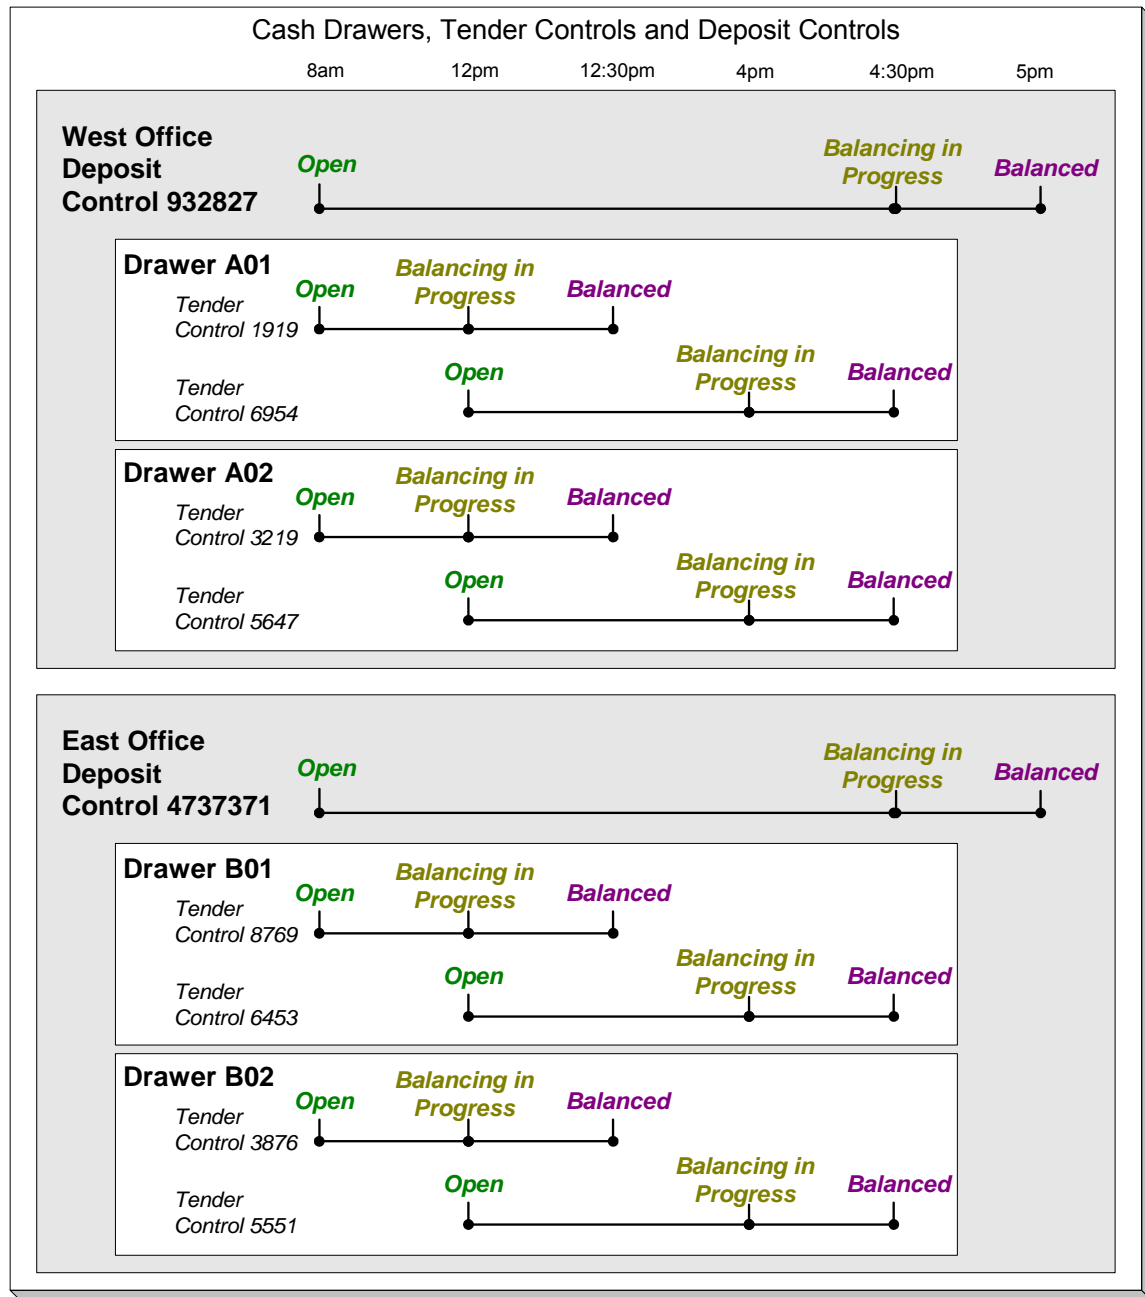 Cash Drawers, Tender Controls and Deposit Controls
8am 12pm 12:30pm 4pm 4:30pm 5pm
West Office
Deposit
Control 932827
Open
Balancing in
Progress
Balanced
Drawer A01
Tender
Control 1919
Open
Balancing in
Progress
Balanced
Tender
Control 6954
Open
Balancing in
Progress
Balanced
Drawer A02
Tender
Control 3219
Open
Balancing in
Progress
Balanced
Tender
Control 5647
Open
Balancing in
Progress
Balanced
East Office
Deposit
Control 4737371
Open
Balancing in
Progress
Balanced
Drawer B01
Tender
Control 8769
Open
Balancing in
Progress
Balanced
Tender
Control 6453
Open
Balancing in
Progress
Balanced
Drawer B02
Tender
Control 3876
Open
Balancing in
Progress
Balanced
Tender
Control 5551
Open
Balancing in
Progress
Balanced